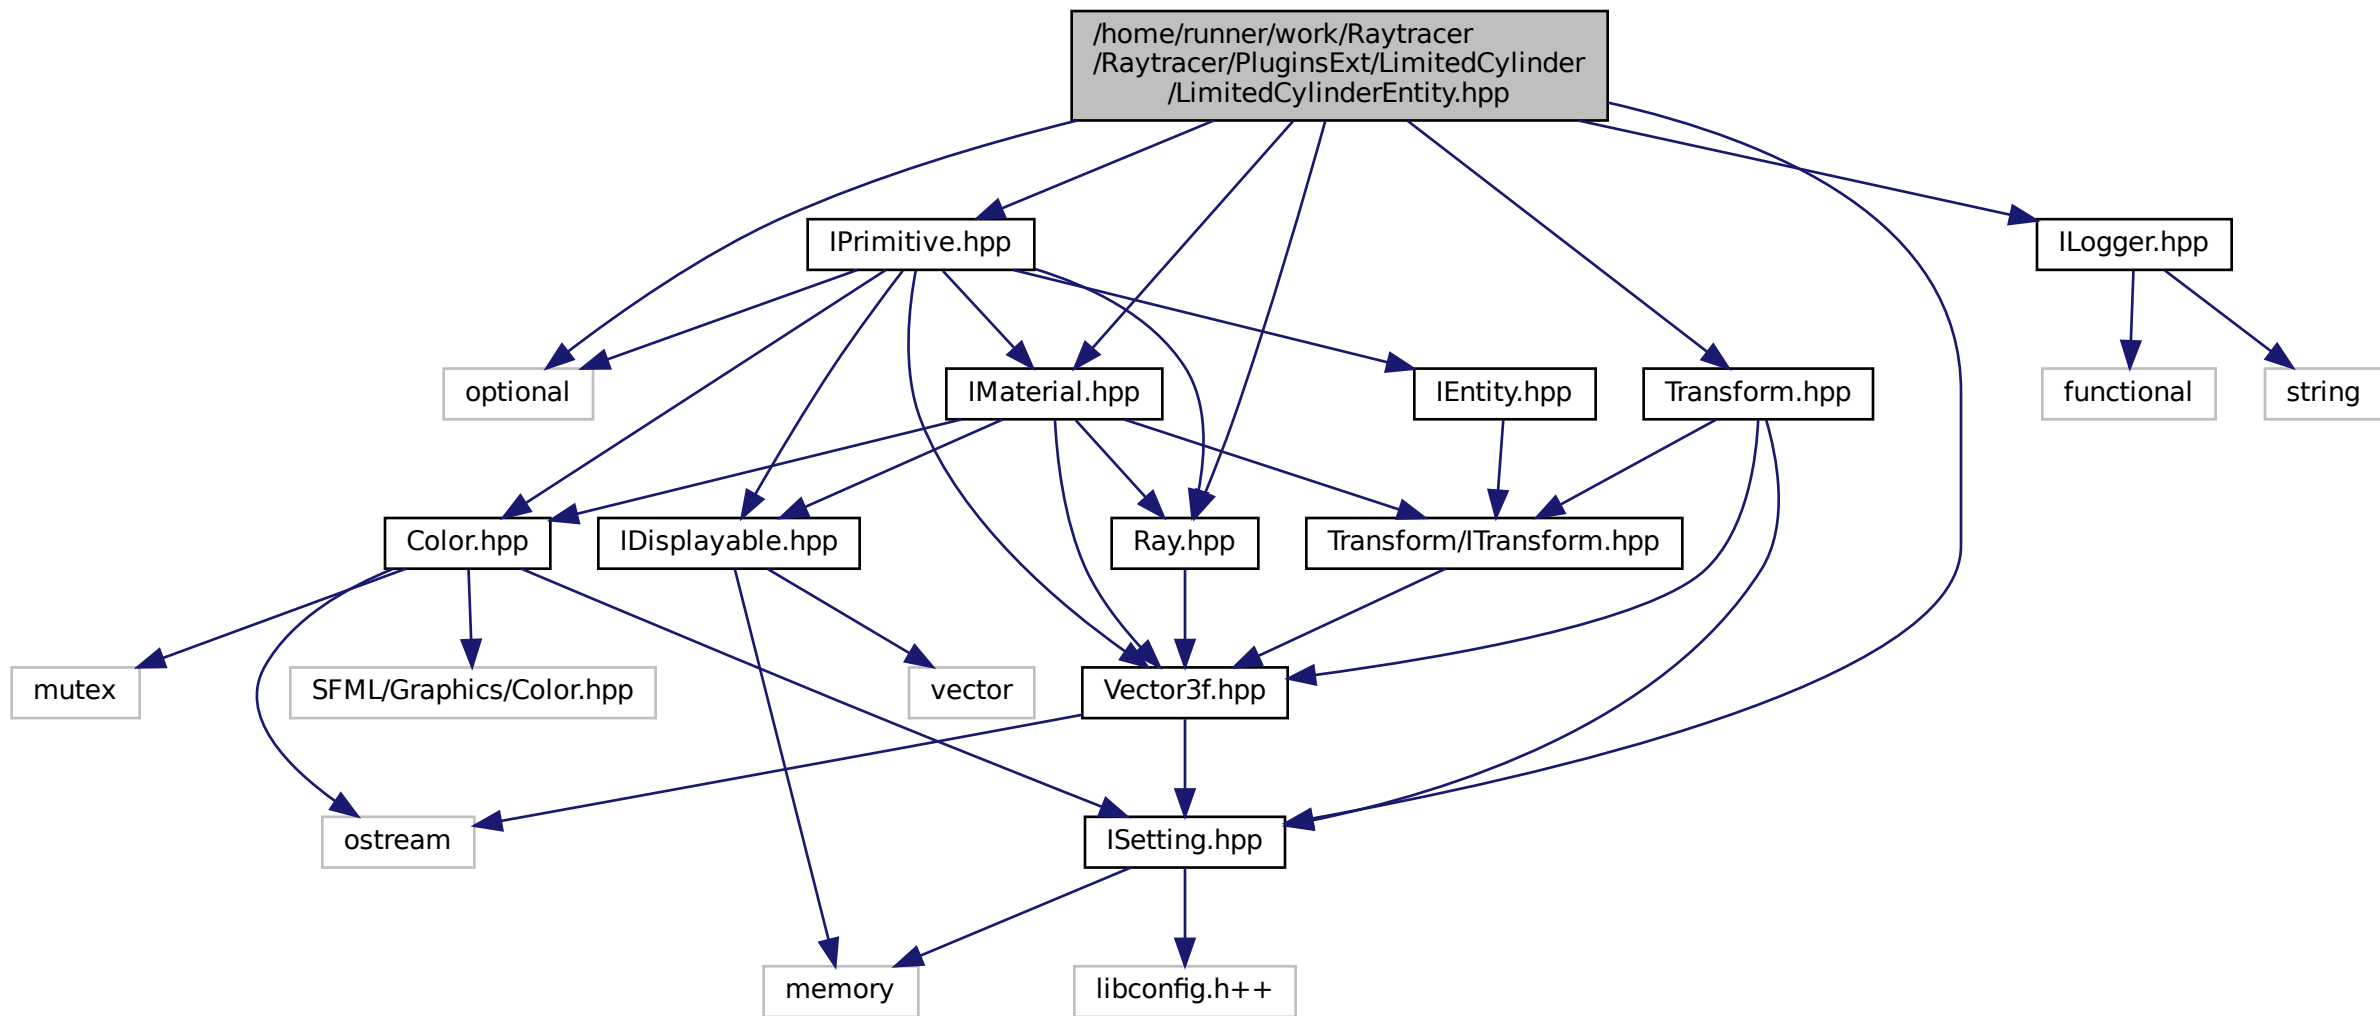 /home/runner/work/Raytracer
/Raytracer/PluginsExt/LimitedCylinder
/LimitedCylinderEntity.hpp
IPrimitive.hpp
ILogger.hpp
optional
IMaterial.hpp
IEntity.hpp
Transform.hpp
functional
string
Color.hpp
IDisplayable.hpp
Ray.hpp
Transform/ITransform.hpp
mutex
SFML/Graphics/Color.hpp
vector
Vector3f.hpp
ostream
ISetting.hpp
memory
libconfig.h++